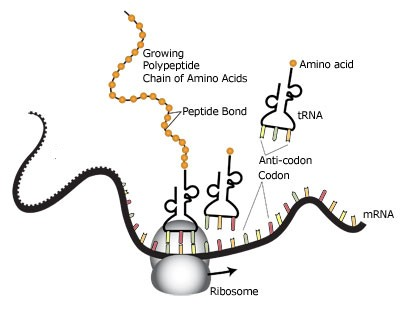 Growing
Polypeptide
Chain of Amino Acids
Amino acid
Peptide Bond
tRNA
Anti-codon
Codon
mRNA
Ribosome